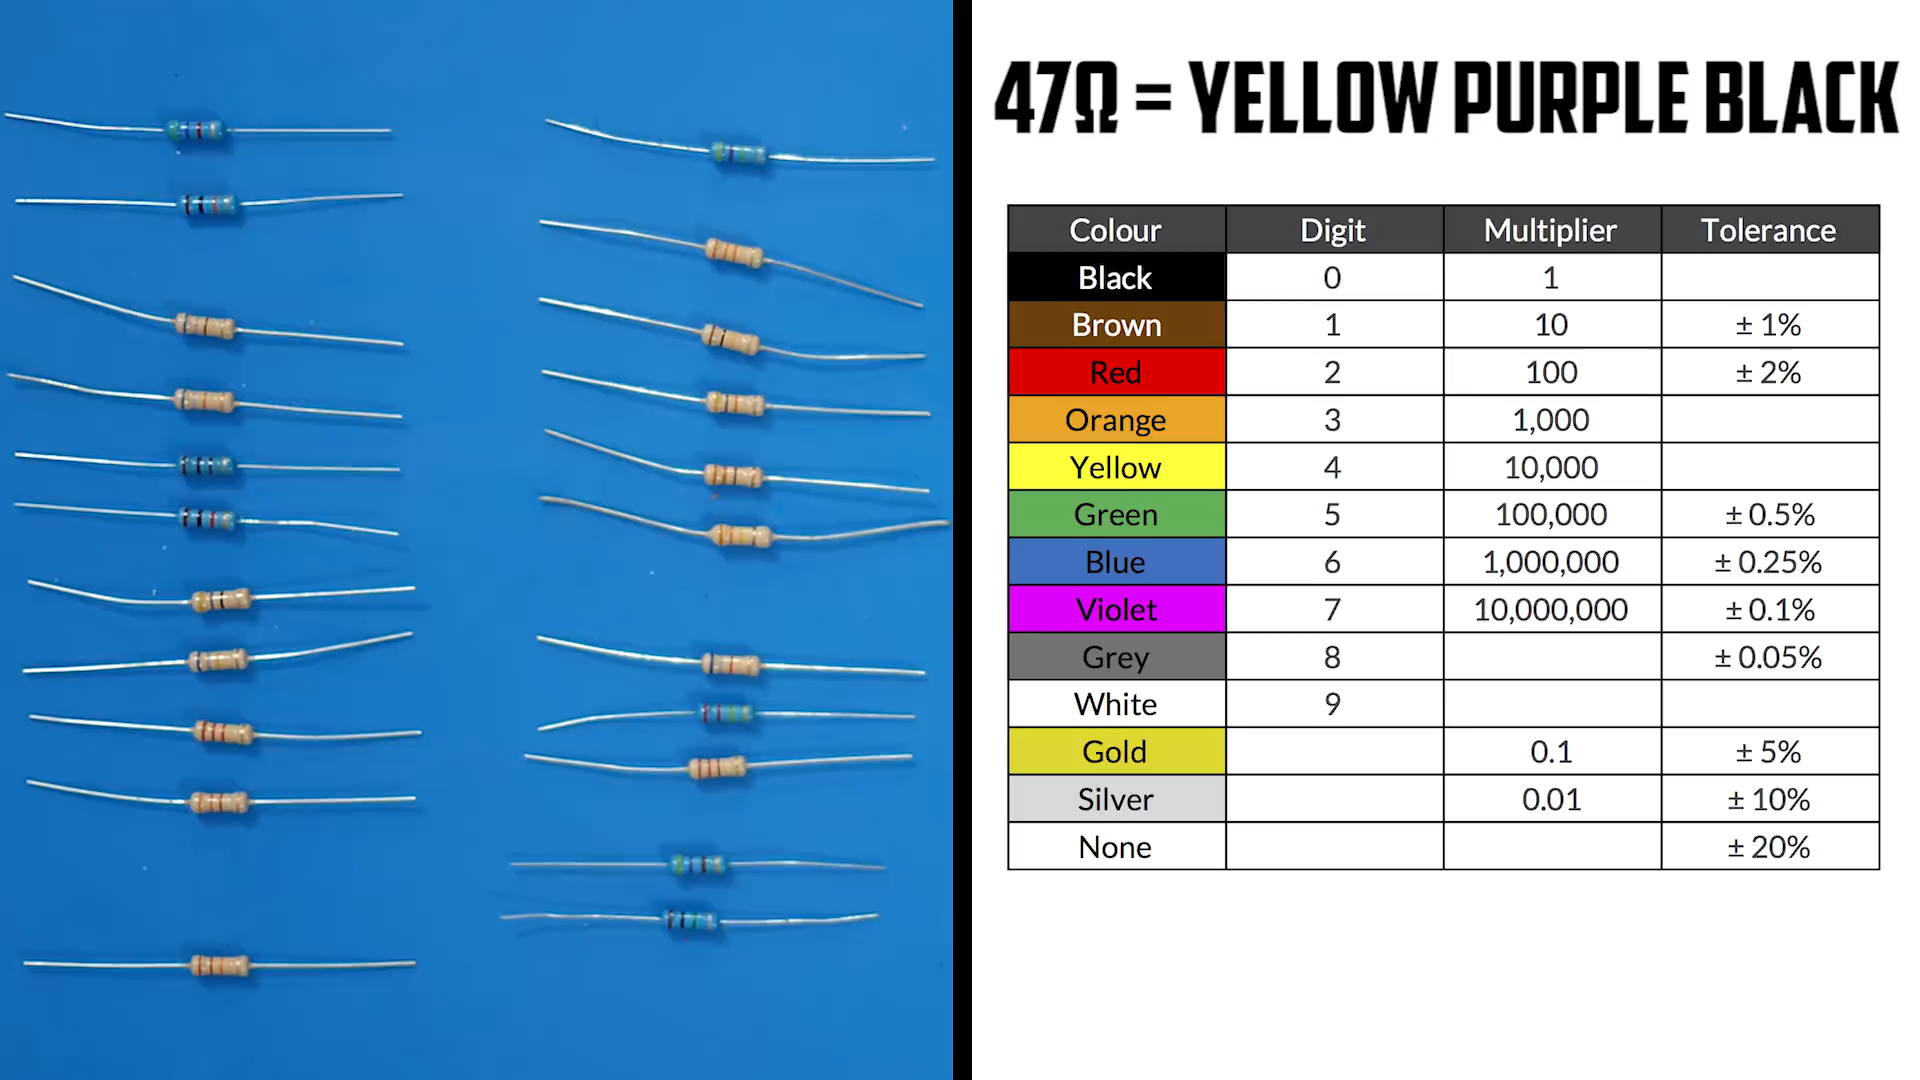 47Ω = YELLOW PURPLE BLACK
Colour Digit Multiplier Tolerance
Black 0 1
Brown 1 10 ± 1%
Red 2 100 ± 2%
Orange 3 1,000
Yellow 4 10,000
Green 5 100,000 ± 0.5%
Blue 6 1,000,000 ± 0.25%
Violet 7 10,000,000 ± 0.1%
Grey 8 ± 0.05%
White 9
Gold 0.1 ± 5%
Silver 0.01 ± 10%
None ± 20%